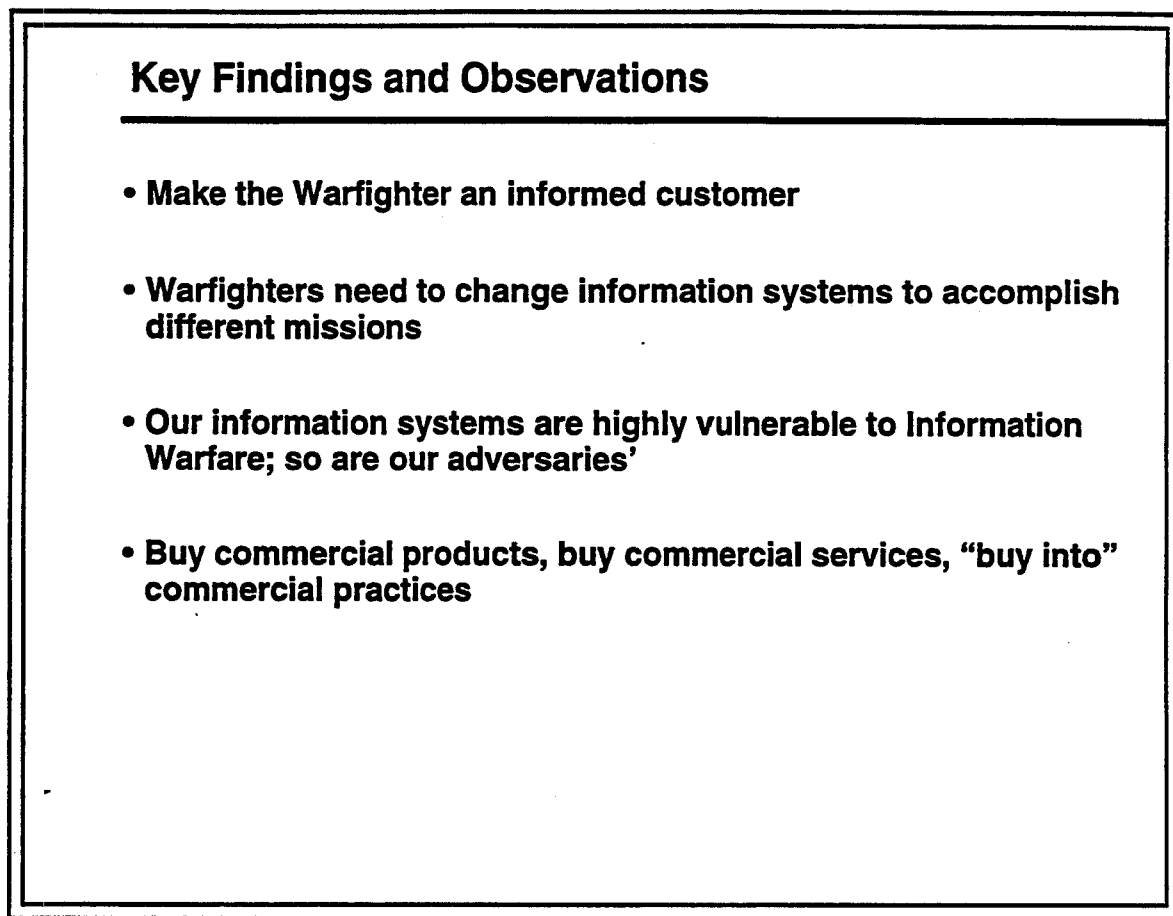 Key Findings and Observations
• Make the Warfighter an informed customer
• Warfighters need to change information systems to accomplish
different missions
• Our information systems are highly vulnerable to Information
Warfare; so are our adversaries’
• Buy commercial products, buy commercial services, “buy into”
commercial practices